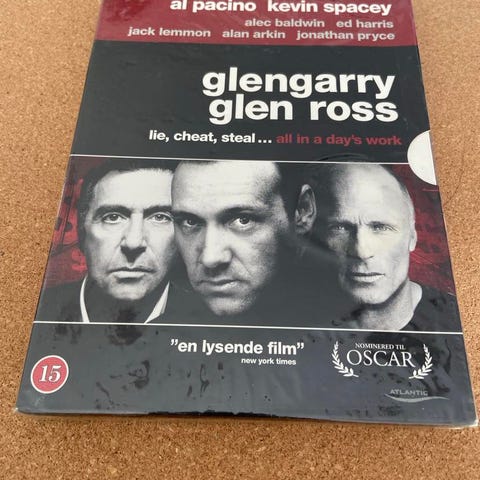 al pacino kevin spacey
alec baldwin ed harris
jack lemmon alan arkin jonathan pryce
glengarry
glen ross
lie, cheat, steal... all in a day's work
"en lysende film"
new york times
NOMINERET TIL
OSCAR
15
ATLANTIC